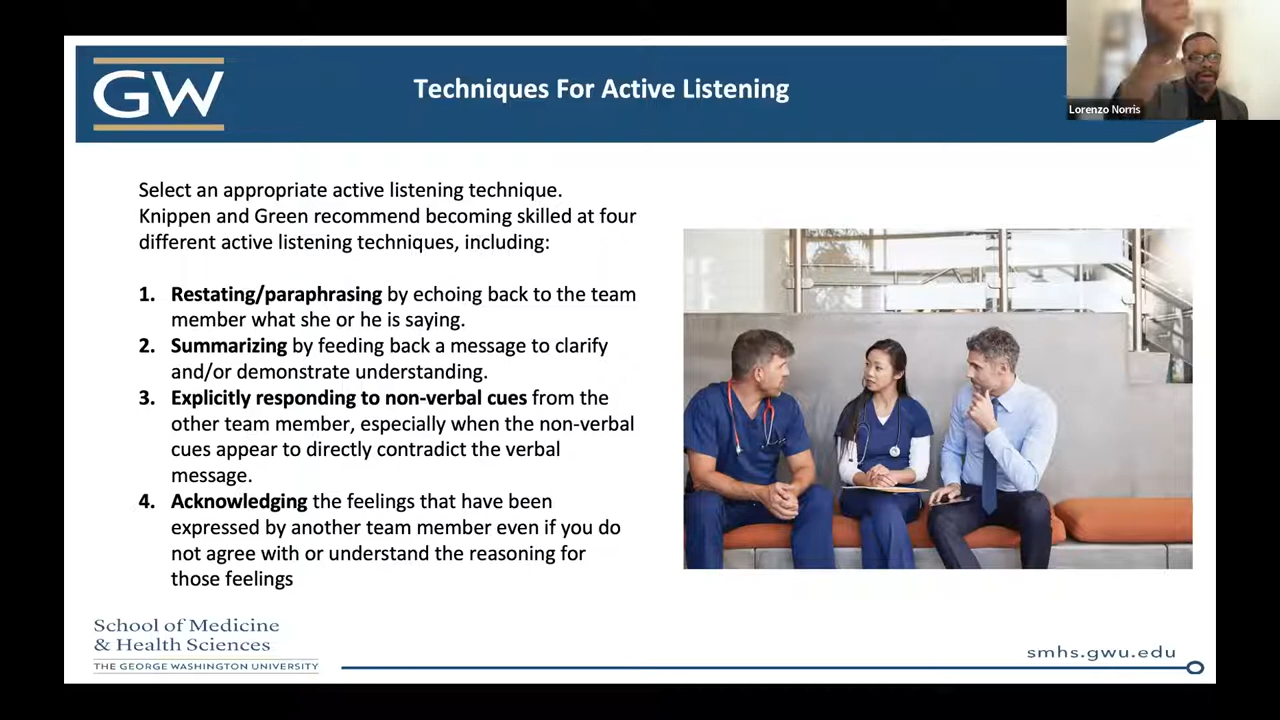 GW
Techniques For Active Listening
Lorenzo Norris
Select an appropriate active listening technique.
Knippen and Green recommend becoming skilled at four
different active listening techniques, including:
1. Restating/paraphrasing by echoing back to the team
member what she or he is saying.
2. Summarizing by feeding back a message to clarify
and/or demonstrate understanding.
3. Explicitly responding to non-verbal cues from the
other team member, especially when the non-verbal
cues appear to directly contradict the verbal
message.
4. Acknowledging the feelings that have been
expressed by another team member even if you do
not agree with or understand the reasoning for
those feelings
School of Medicine
& Health Sciences
THE GEORGE WASHINGTON UNIVERSITY
smhs.gwu.edu